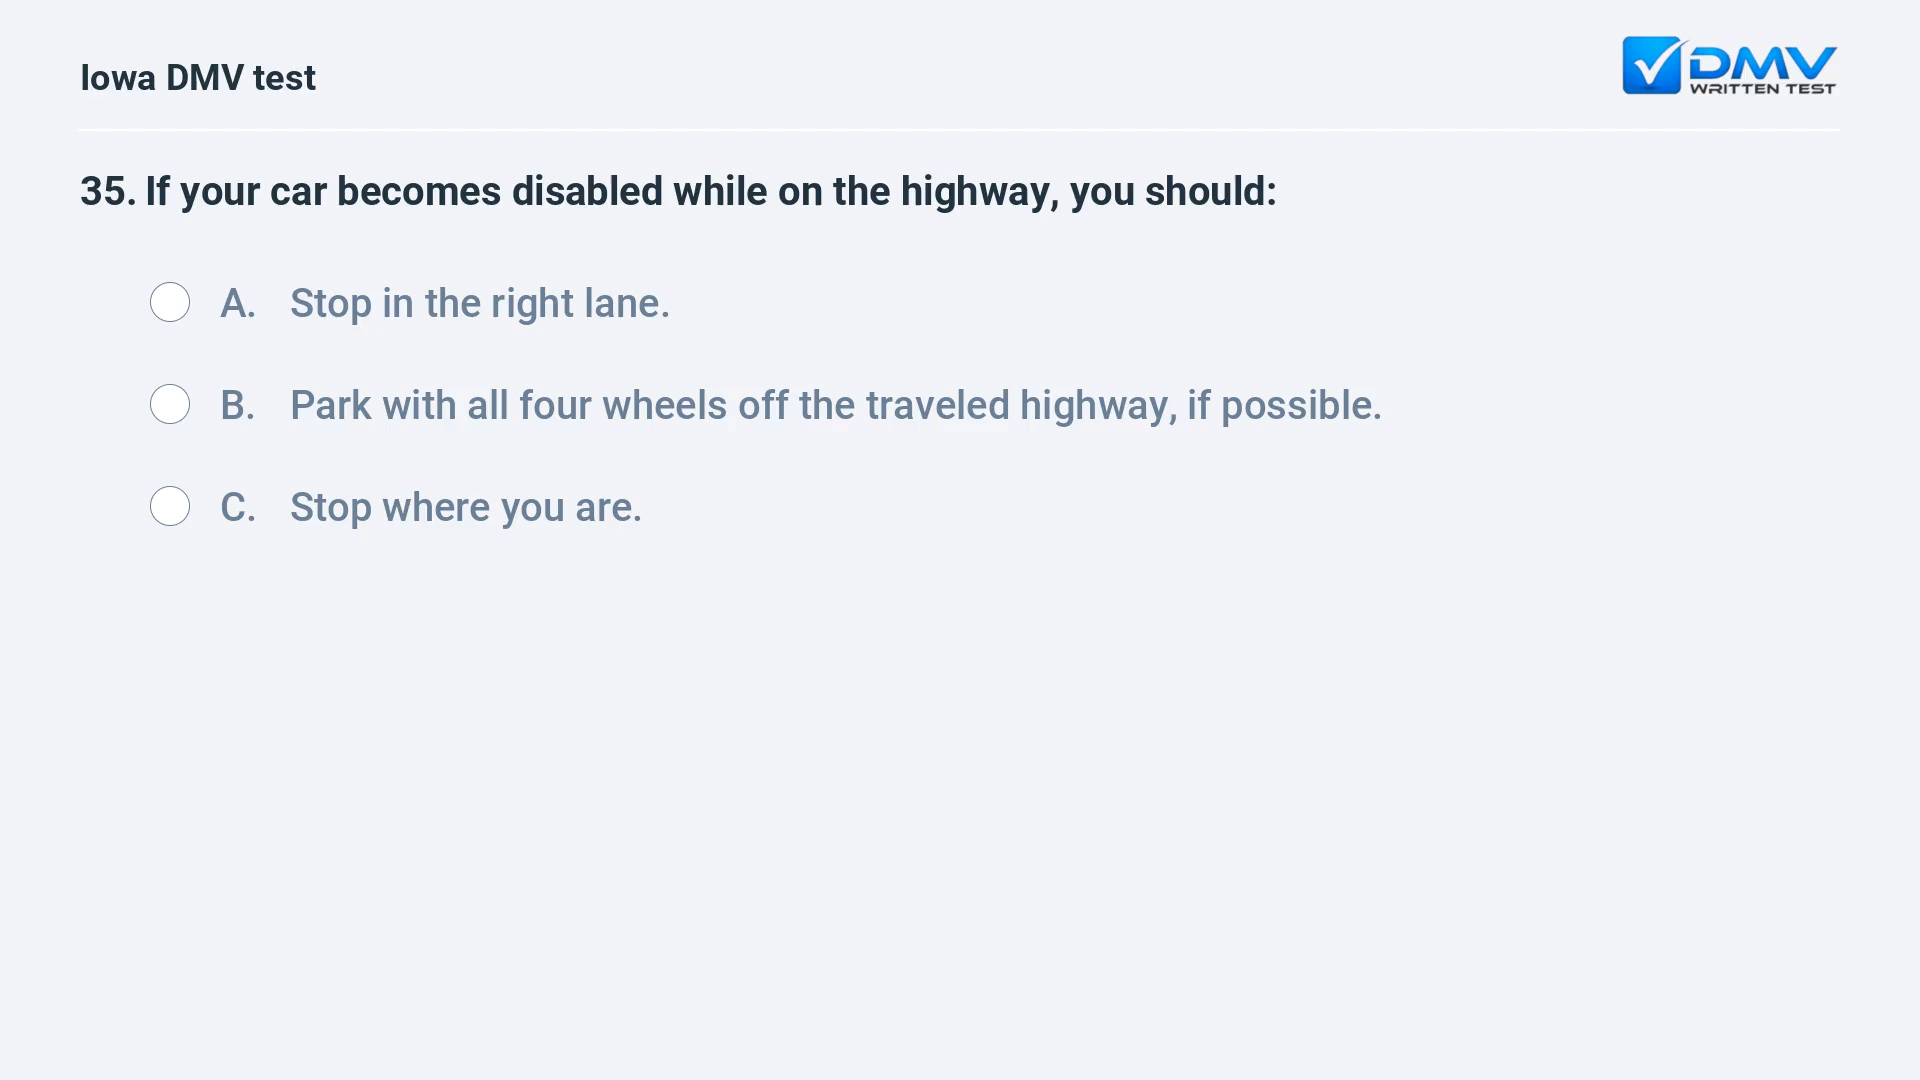 Iowa DMV test
DMV
WRITTEN TEST
35. If your car becomes disabled while on the highway, you should:
A. Stop in the right lane.
B. Park with all four wheels off the traveled highway, if possible.
C. Stop where you are.